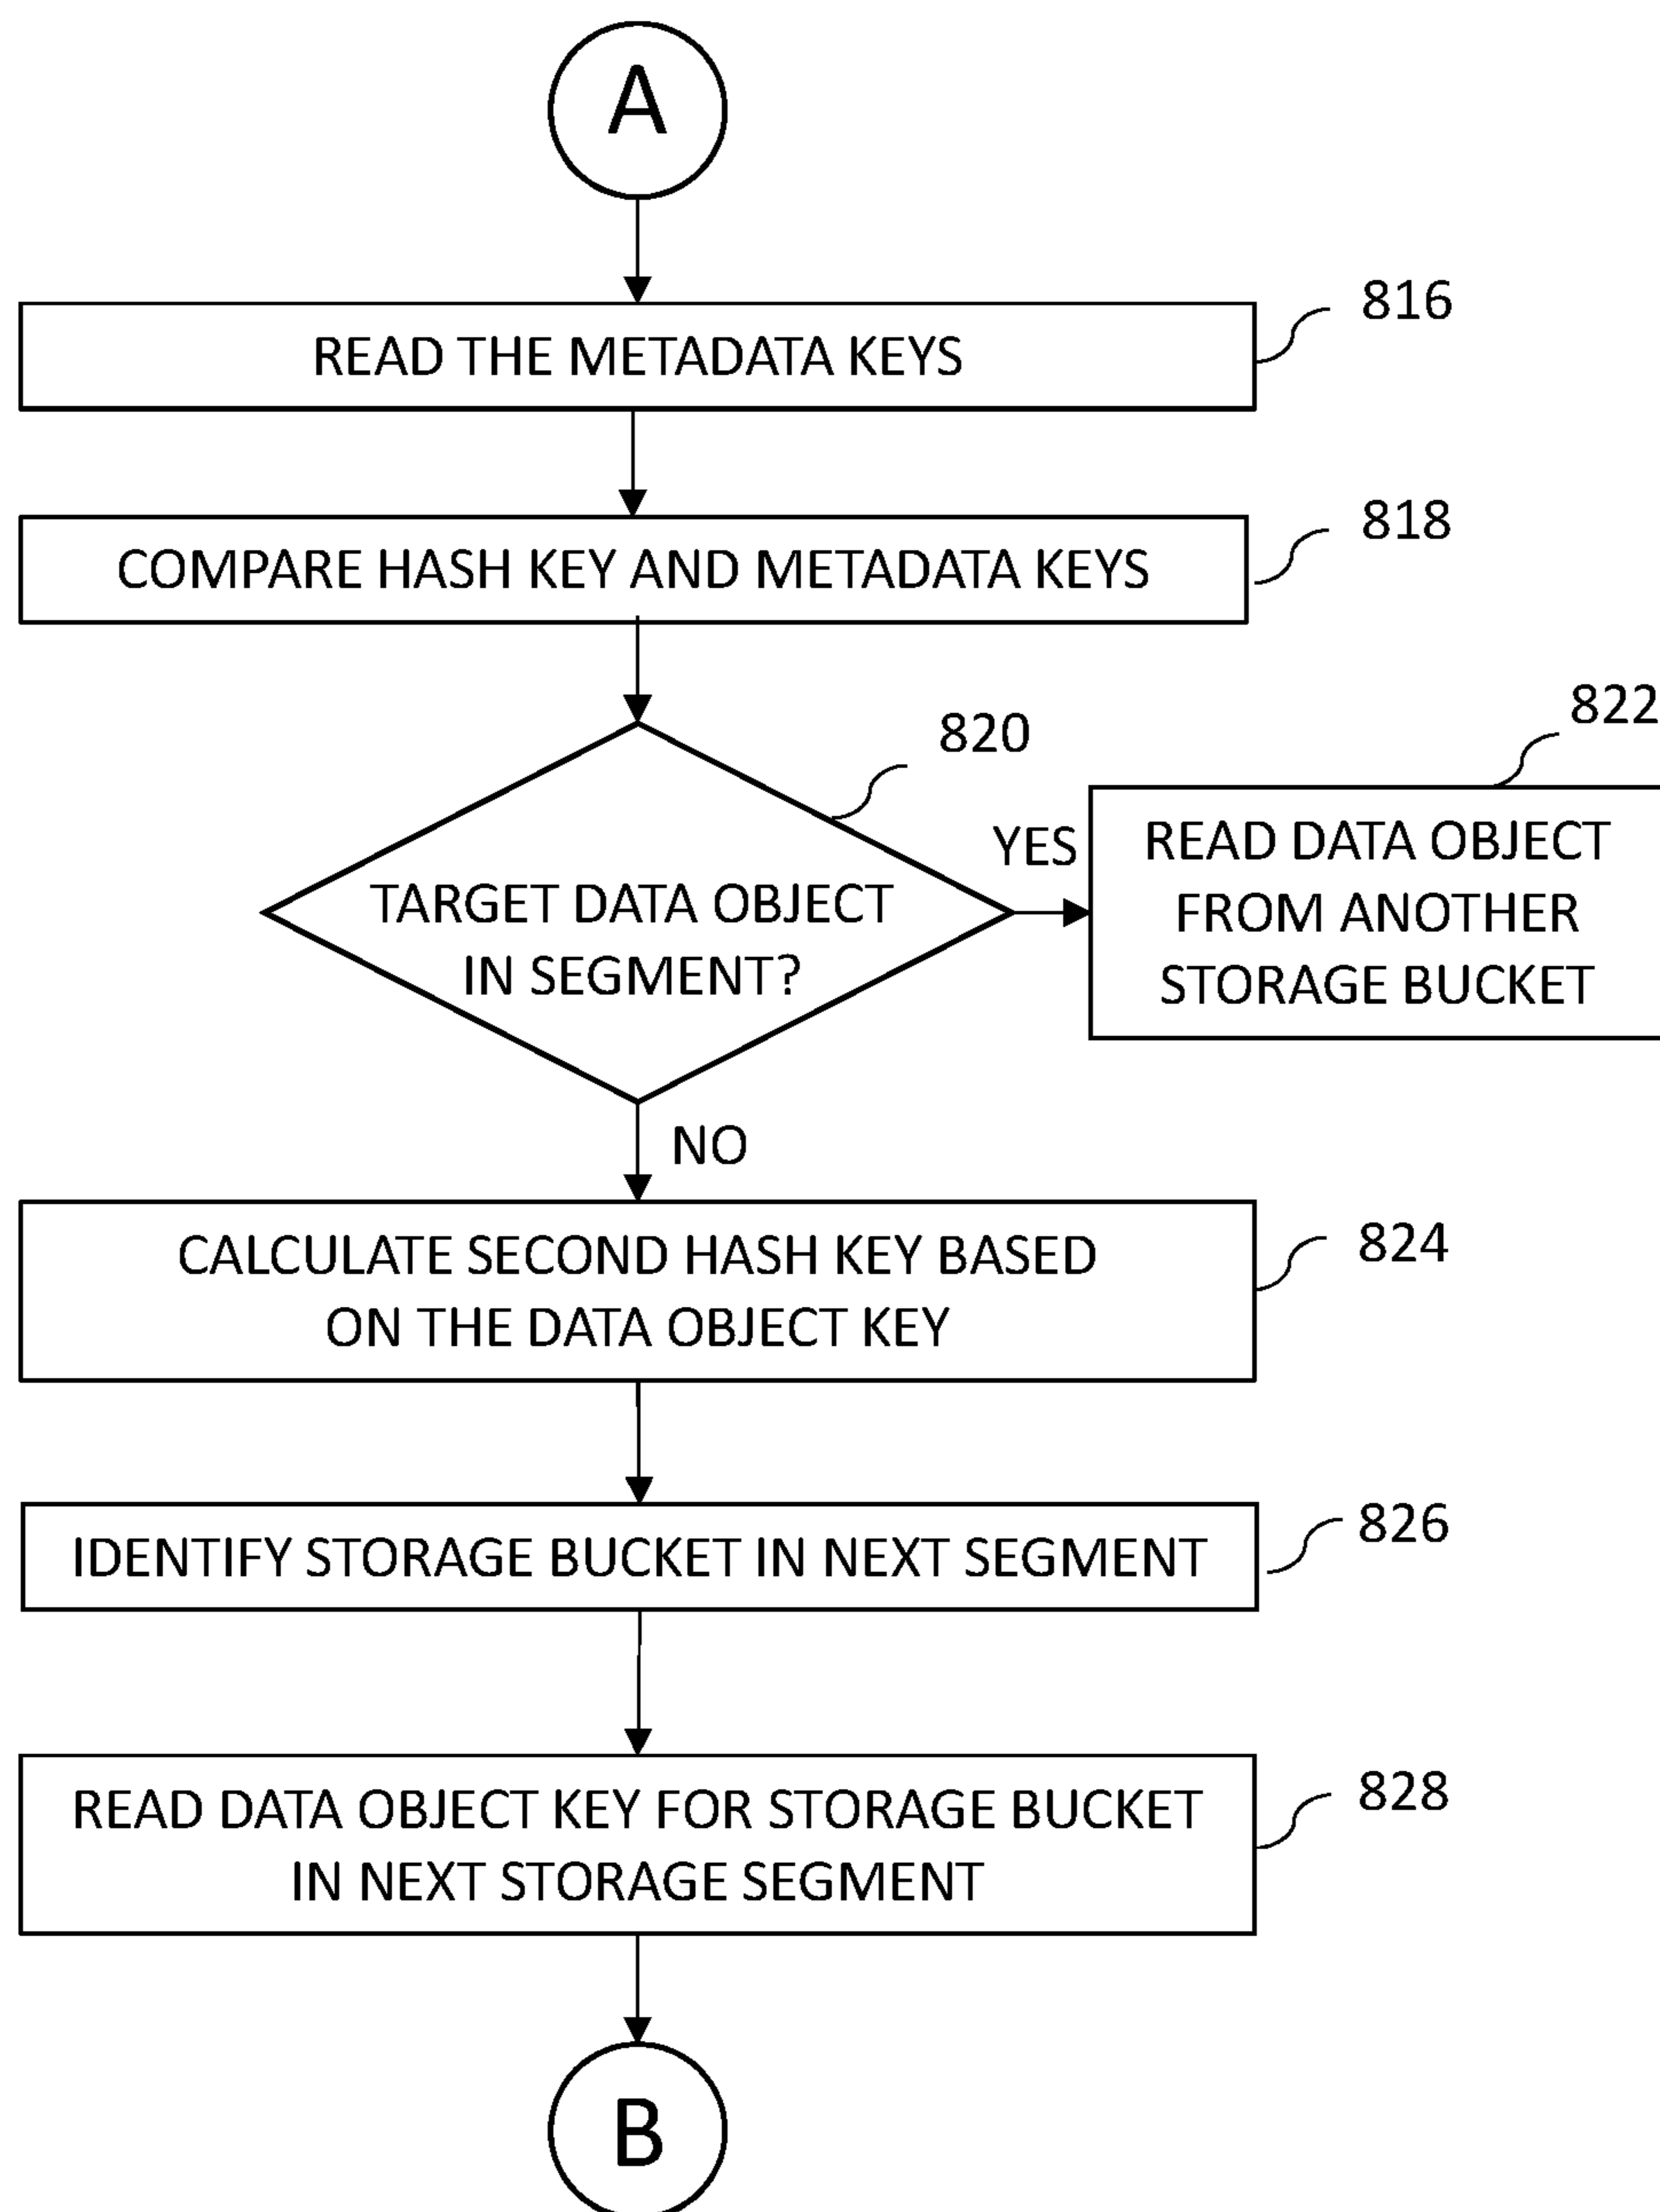 A
816
READ THE METADATA KEYS
818
COMPARE HASH KEY AND METADATA KEYS
820
822
YES
TARGET DATA OBJECT
IN SEGMENT?
READ DATA OBJECT
FROM ANOTHER
STORAGE BUCKET
NO
824
CALCULATE SECOND HASH KEY BASED
ON THE DATA OBJECT KEY
826
IDENTIFY STORAGE BUCKET IN NEXT SEGMENT
828
READ DATA OBJECT KEY FOR STORAGE BUCKET
IN NEXT STORAGE SEGMENT
B